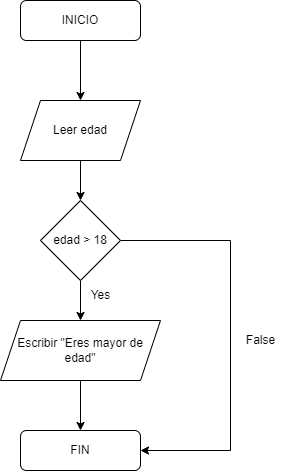 INICIO
Leer edad
edad > 18
Yes
Escribir "Eres mayor de
edad"
False
FIN